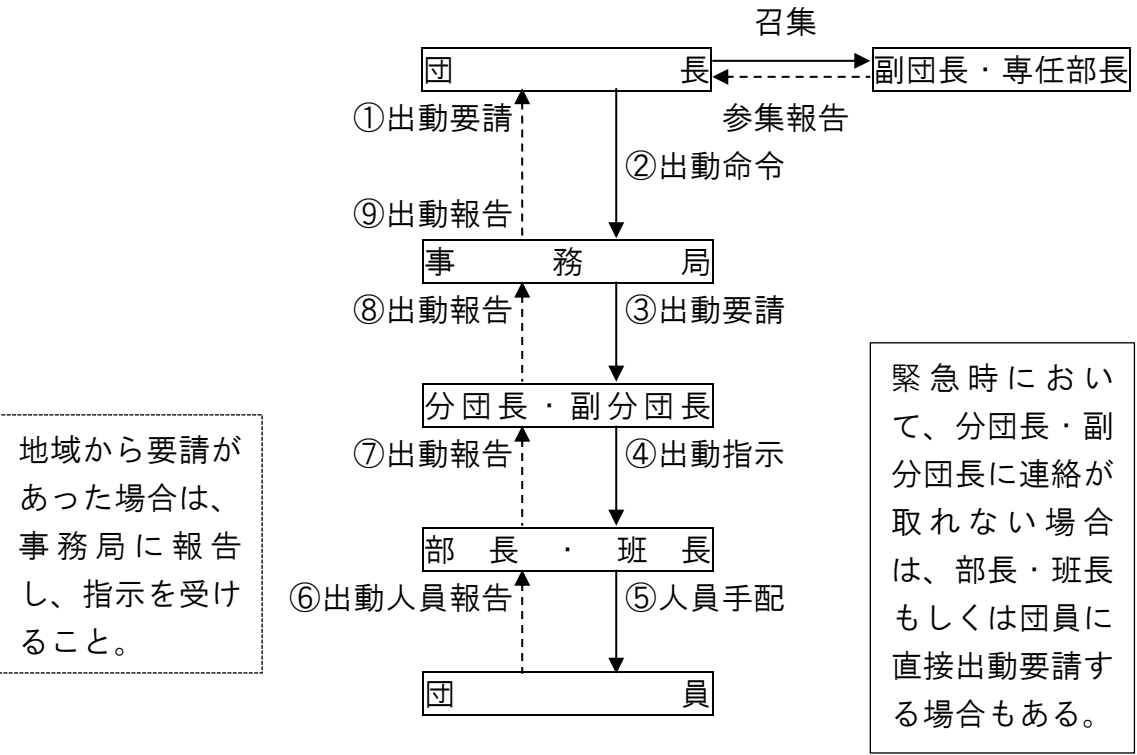 召集
団長
副団長・専任部長
①出動要請
参集報告
②出動命令
⑨出動報告
事務局
⑧出動報告
③出動要請
分団長・副分団長
⑦出動報告
④出動指示
部長・班長
⑥出動人員報告
⑤人員手配
団員
地域から要請が
あった場合は、
事務局に報告
し、指示を受け
ること。
緊急時におい
て、分団長・副
分団長に連絡が
取れない場合
は、部長・班長
もしくは団員に
直接出動要請す
る場合もある。